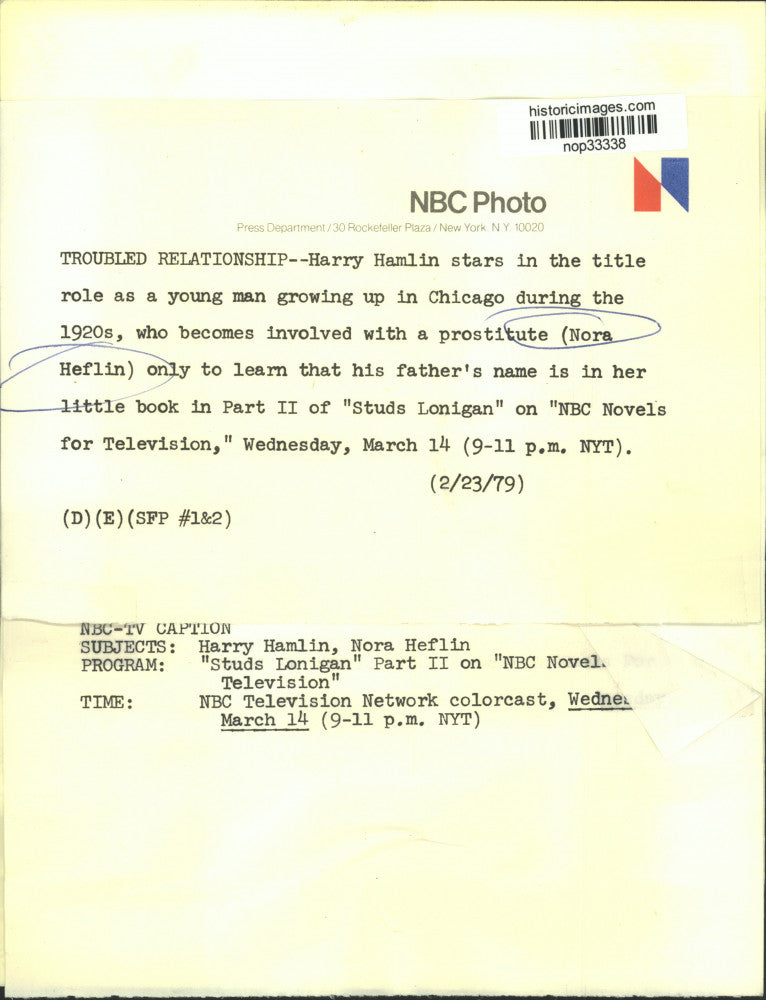 historicimages.com
nop33338
NBC Photo
Press Department / 30 Rockefeller Plaza / New York, N.Y. 10020
TROUBLED RELATIONSHIP--Harry Hamlin stars in the title
role as a young man growing up in Chicago during the
1920s, who becomes involved with a prostitute (Nora
Heflin) only to learn that his father's name is in her
little book in Part II of "Studs Lonigan" on "NBC Novels
for Television," Wednesday, March 14 (9-11 p.m. NYT).
(2/23/79)
(D)(E)(SFP #1&2)
NBC-TV CAPTION
SUBJECTS: Harry Hamlin, Nora Heflin
PROGRAM: "Studs Lonigan" Part II on "NBC Novel
Television"
TIME: NBC Television Network colorcast, Wednes
March 14 (9-11 p.m. NYT)